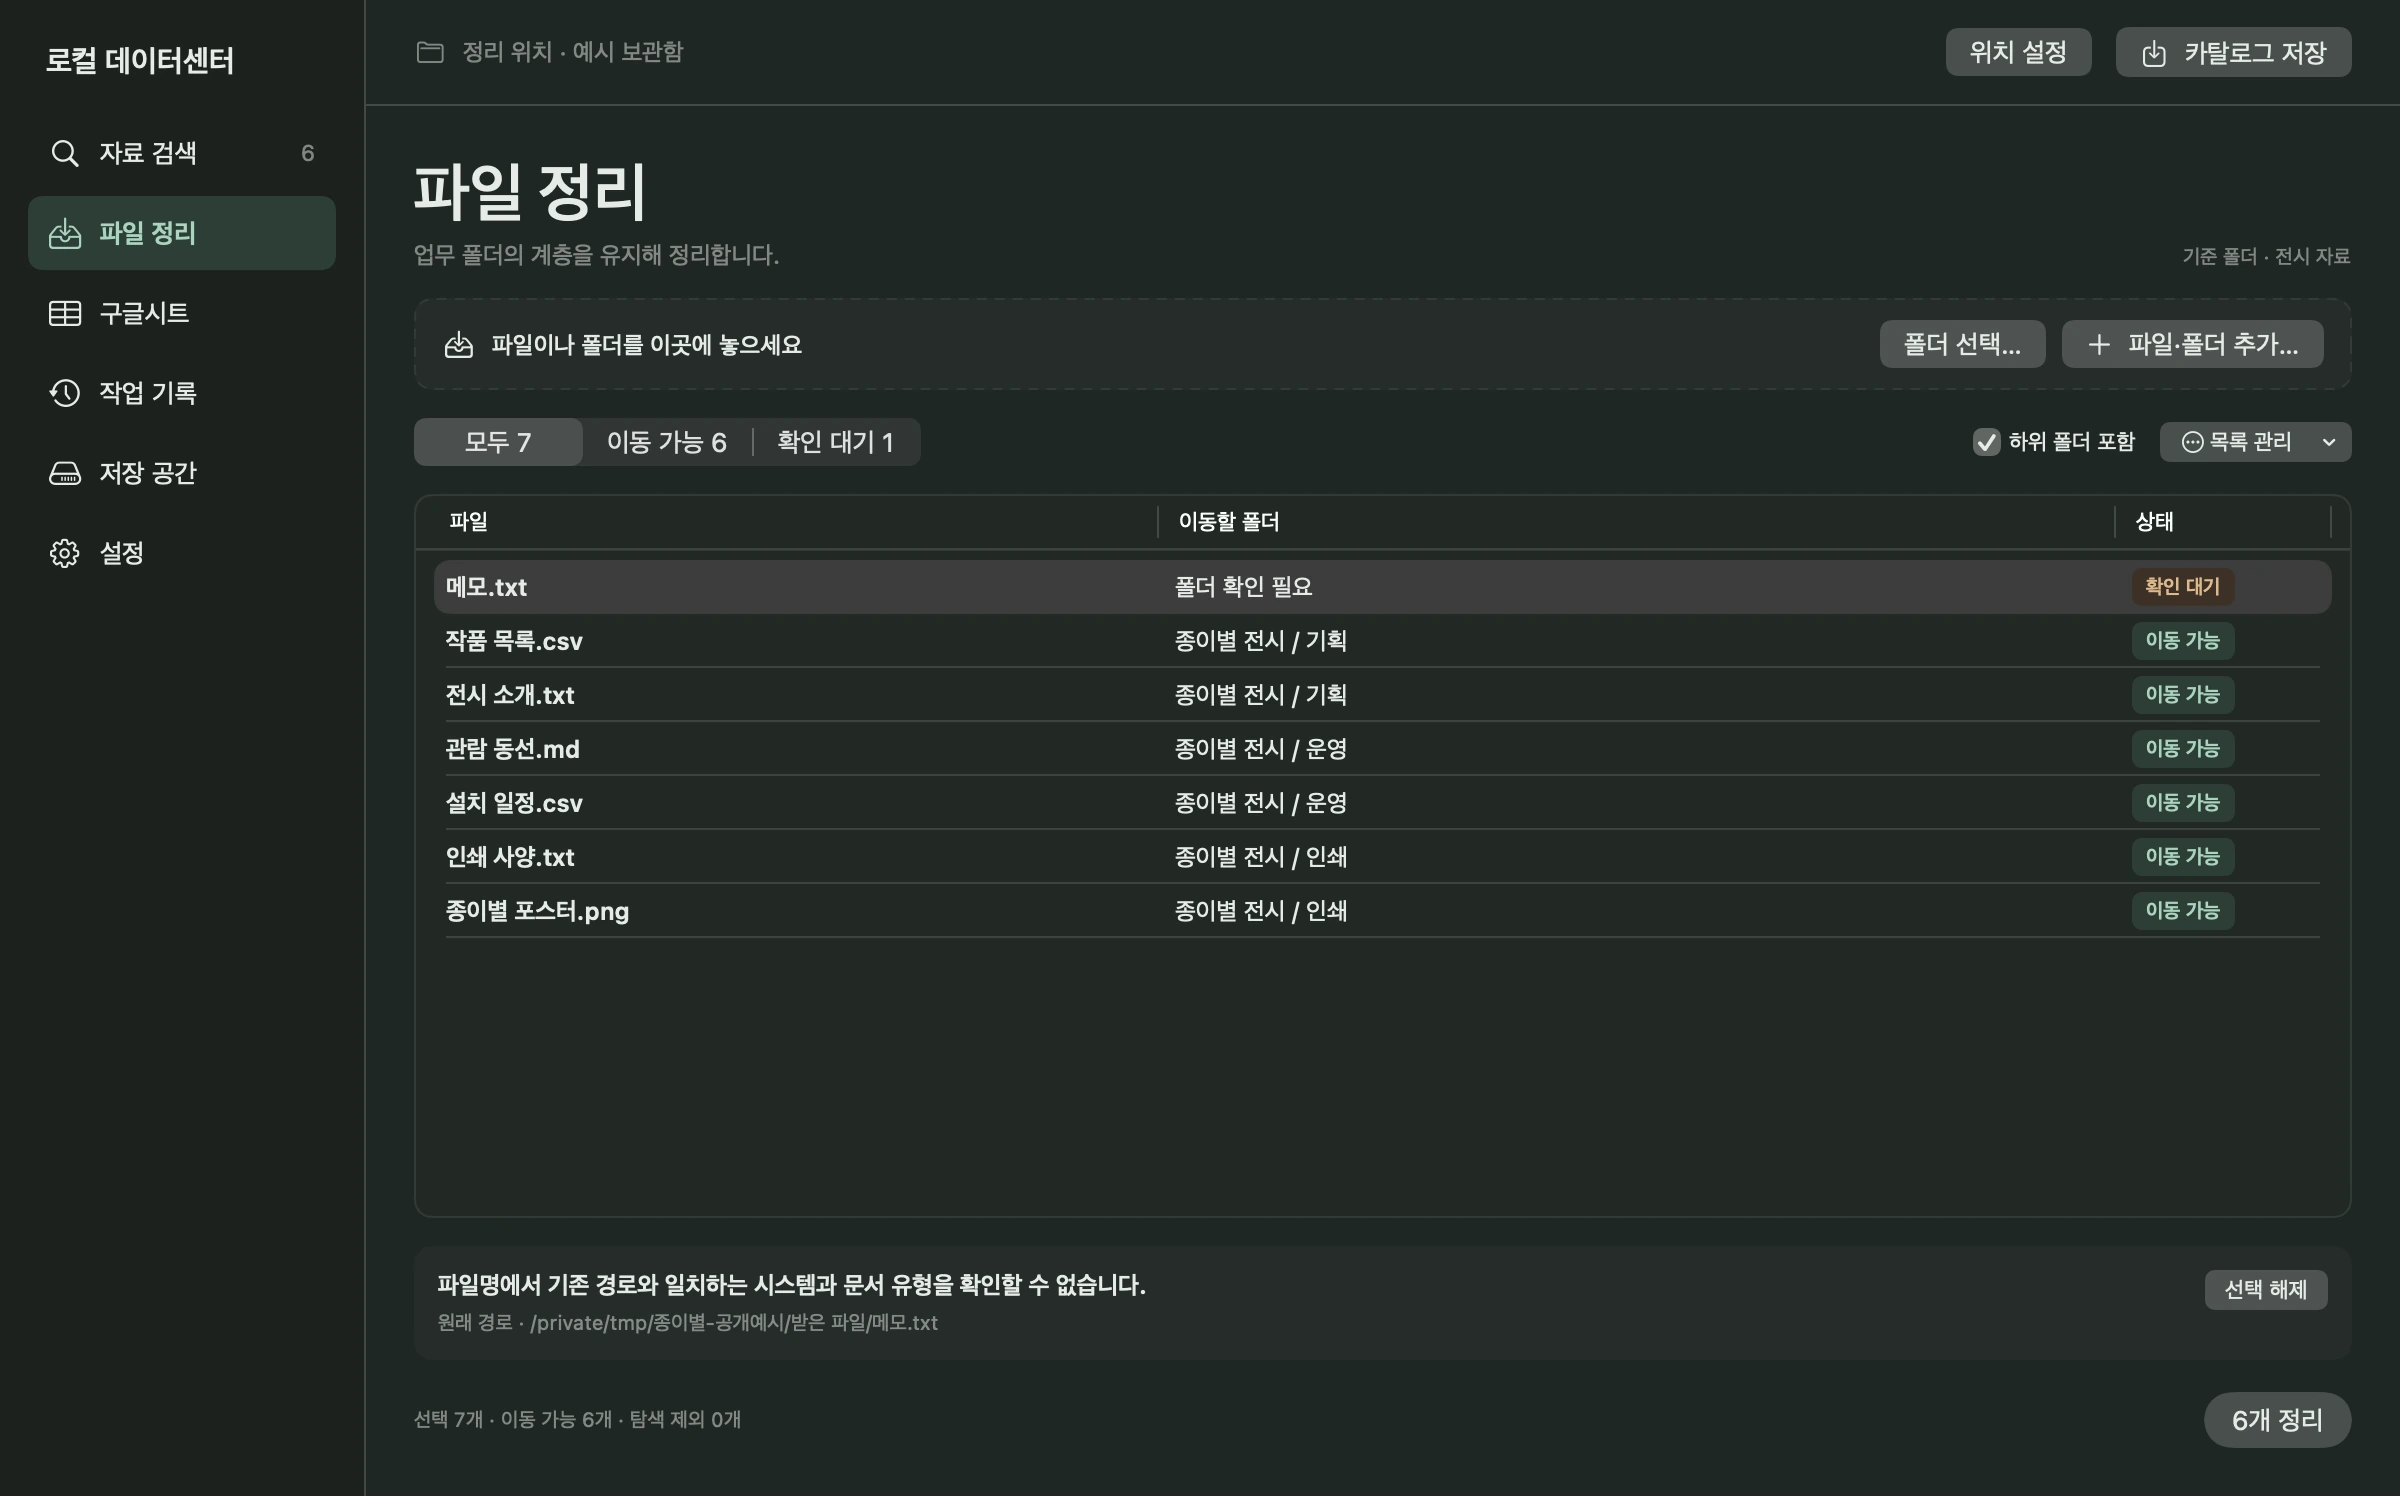 로컬 데이터센터
자료 검색 6
파일 정리
구글시트
작업 기록
저장 공간
설정
정리 위치 · 예시 보관함
위치 설정
카탈로그 저장
파일 정리
업무 폴더의 계층을 유지해 정리합니다.
기준 폴더 · 전시 자료
파일이나 폴더를 이곳에 놓으세요
폴더 선택...
파일·폴더 추가...
모두 7
이동 가능 6
확인 대기 1
하위 폴더 포함
목록 관리
파일 이동할 폴더 상태
메모.txt 폴더 확인 필요 확인 대기
작품 목록.csv 종이별 전시 / 기획 이동 가능
전시 소개.txt 종이별 전시 / 기획 이동 가능
관람 동선.md 종이별 전시 / 운영 이동 가능
설치 일정.csv 종이별 전시 / 운영 이동 가능
인쇄 사양.txt 종이별 전시 / 인쇄 이동 가능
종이별 포스터.png 종이별 전시 / 인쇄 이동 가능
파일명에서 기존 경로와 일치하는 시스템과 문서 유형을 확인할 수 없습니다.
원래 경로 · /private/tmp/종이별-공개예시/받은 파일/메모.txt
선택 해제
선택 7개 · 이동 가능 6개 · 탐색 제외 0개
6개 정리